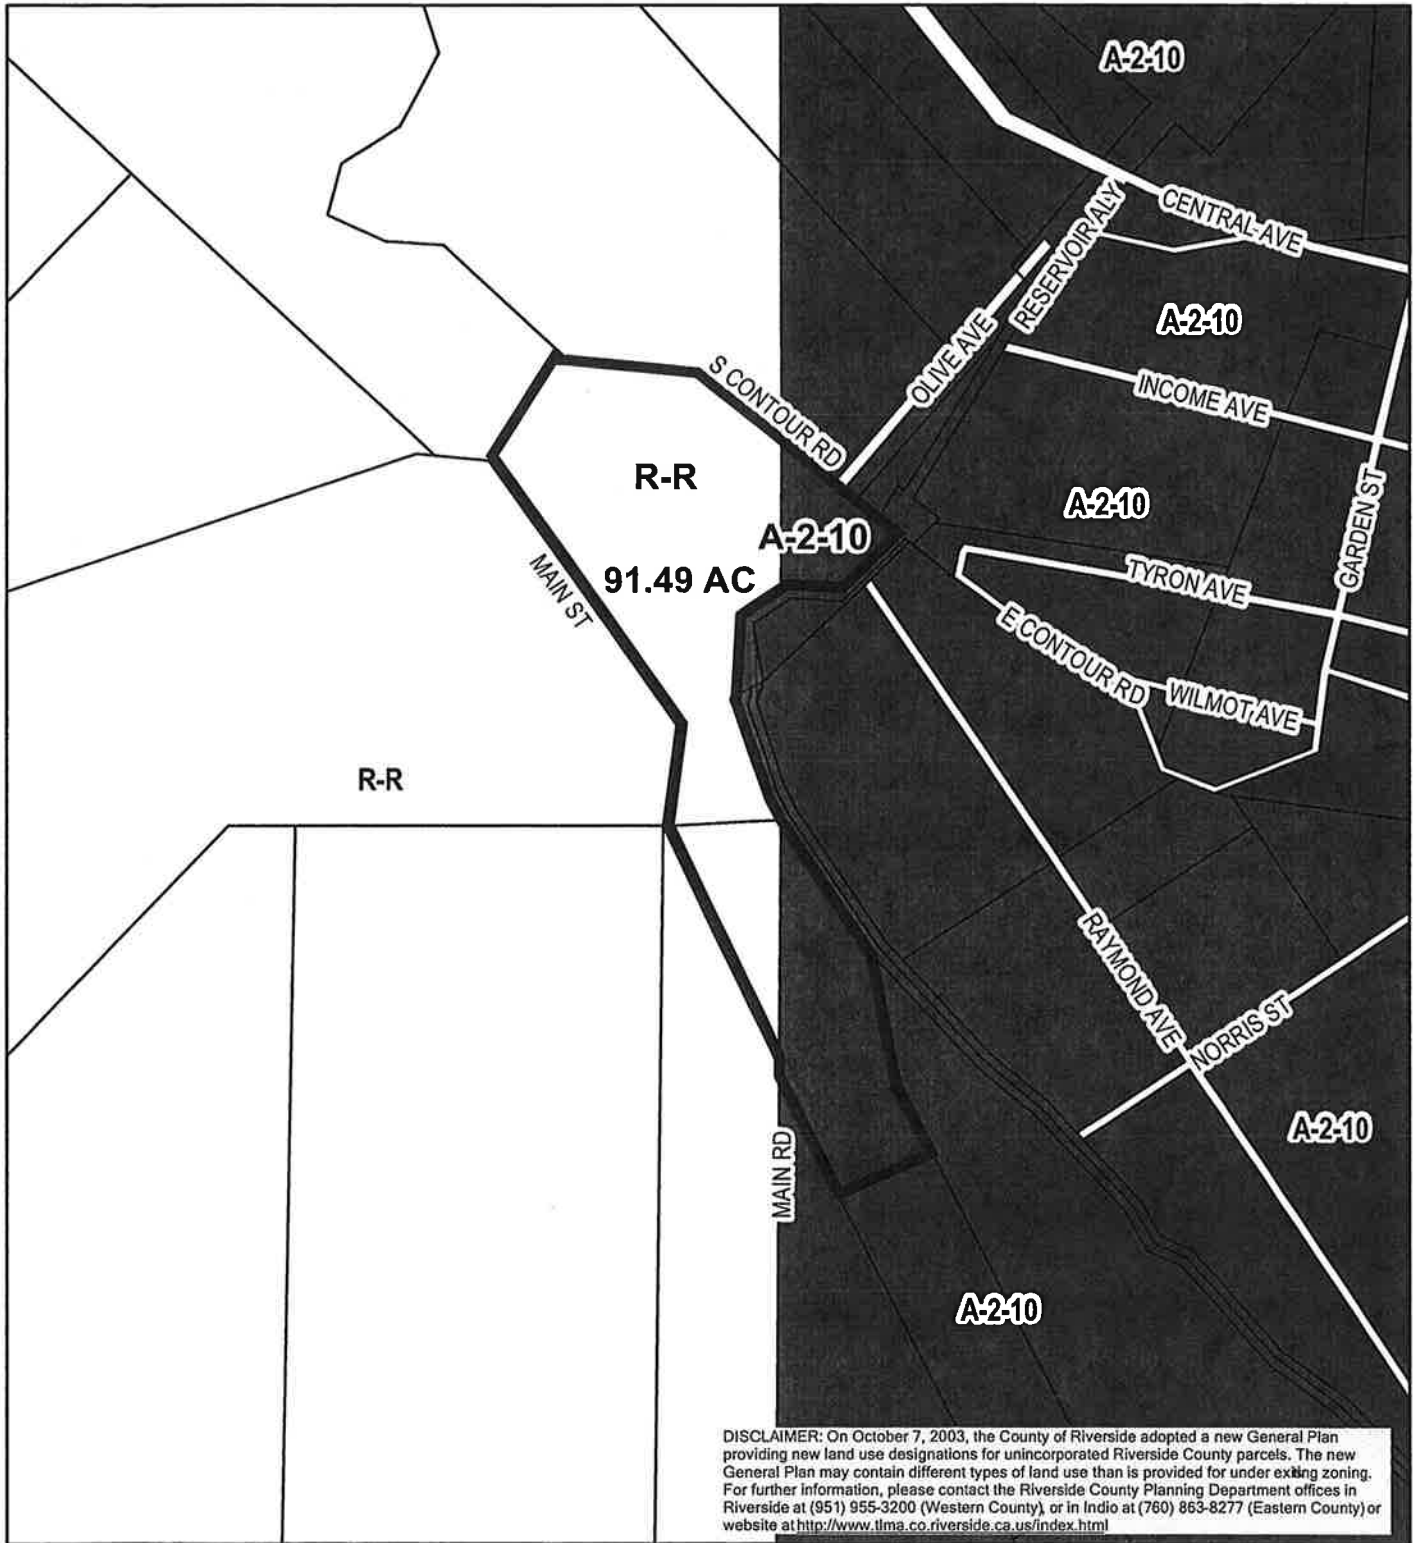 A-2-10
CENTRAL AVE
RESERVOIR ALY
OLIVE AVE
A-2-10
INCOME AVE
S CONTOUR RD
R-R
A-2-10
GARDEN ST
A-2-10
91.49 AC
MAIN ST
TYRON AVE
E CONTOUR RD
WILMOT AVE
R-R
RAYMOND AVE
NORRIS ST
A-2-10
MAIN RD
A-2-10
DISCLAIMER: On October 7, 2003, the County of Riverside adopted a new General Plan
providing new land use designations for unincorporated Riverside County parcels. The new
General Plan may contain different types of land use than is provided for under existing zoning.
For further information, please contact the Riverside County Planning Department offices in
Riverside at (951) 955-3200 (Western County), or in Indio at (760) 863-8277 (Eastern County) or
website at http://www.tlma.co.riverside.ca.us/index.html